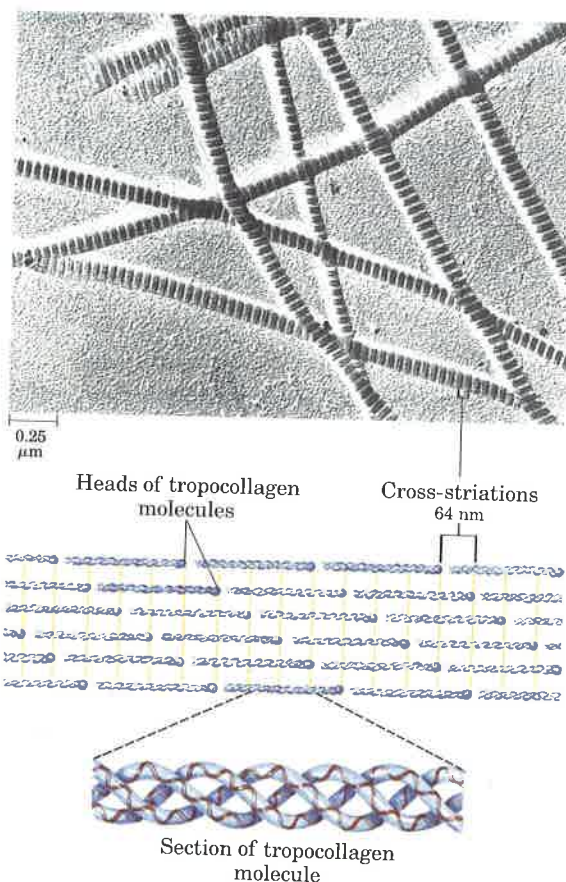 0.25
μm
Heads of tropocollagen
molecules
Cross-striations
64 nm
Section of tropocollagen
molecule